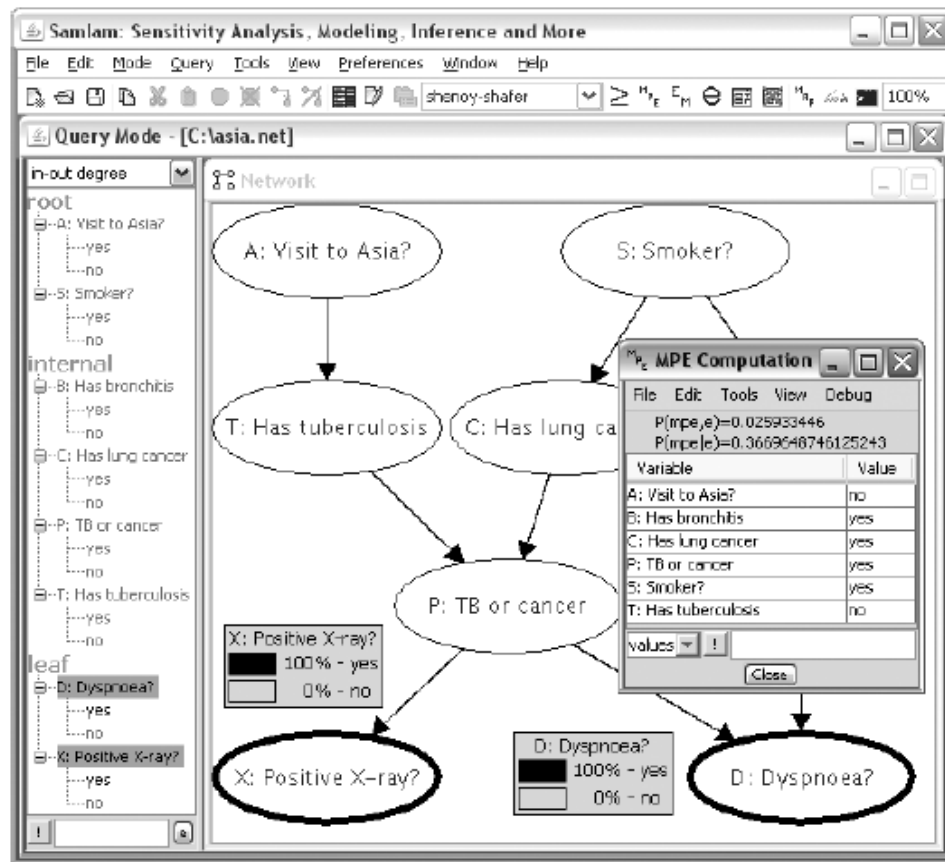 Samlam: Sensitivity Analysis, Modeling, Inference and More
File Edit Mode Query Tools View Preferences Window Help
shenoy-shafer MPE EM MAP 100%
Query Mode - [C:\asia.net]
in-out degree
root
A: Visit to Asia?
yes
no
S: Smoker?
yes
no
internal
B: Has bronchitis
yes
no
C: Has lung cancer
yes
no
P: TB or cancer
yes
no
T: Has tuberculosis
yes
no
leaf
D: Dyspnoea?
yes
no
X: Positive X-ray?
yes
no
!
Network
A: Visit to Asia?
S: Smoker?
T: Has tuberculosis
C: Has lung ca
P: TB or cancer
X: Positive X-ray?
100% - yes
0% - no
X: Positive X-ray?
D: Dyspnoea?
100% - yes
0% - no
D: Dyspnoea?
MPE MPE Computation
File Edit Tools View Debug
P(mpe,e)=0.025933446
P(mpe|e)=0.3669648746125243
Variable Value
A: Visit to Asia? no
B: Has bronchitis yes
C: Has lung cancer yes
P: TB or cancer yes
S: Smoker? yes
T: Has tuberculosis no
values !
Close